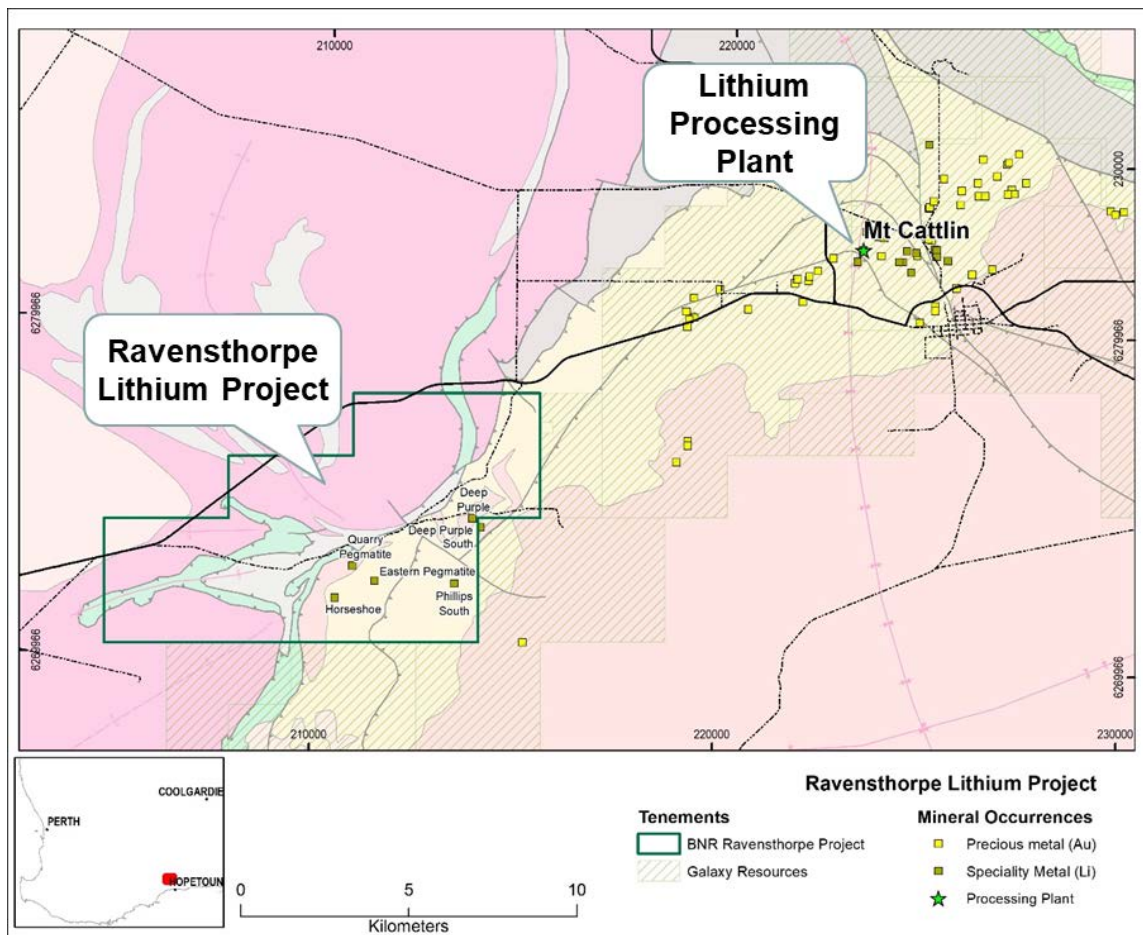 210000
220000
Lithium
Processing
Plant
230000
Mt Cattlin
6279966
6279966
Ravensthorpe
Lithium Project
Deep
Purple
Deep Purple
South
Quarry
Pegmatite
Eastern Pegmatite
Horseshoe
Phillips
South
6269966
6269966
210000
220000
230000
COOLGARDIE
PERTH
HOPETOUN
0 5 10
Kilometers
Ravensthorpe Lithium Project
Tenements
BNR Ravensthorpe Project
Galaxy Resources
Mineral Occurrences
Precious metal (Au)
Speciality Metal (Li)
Processing Plant